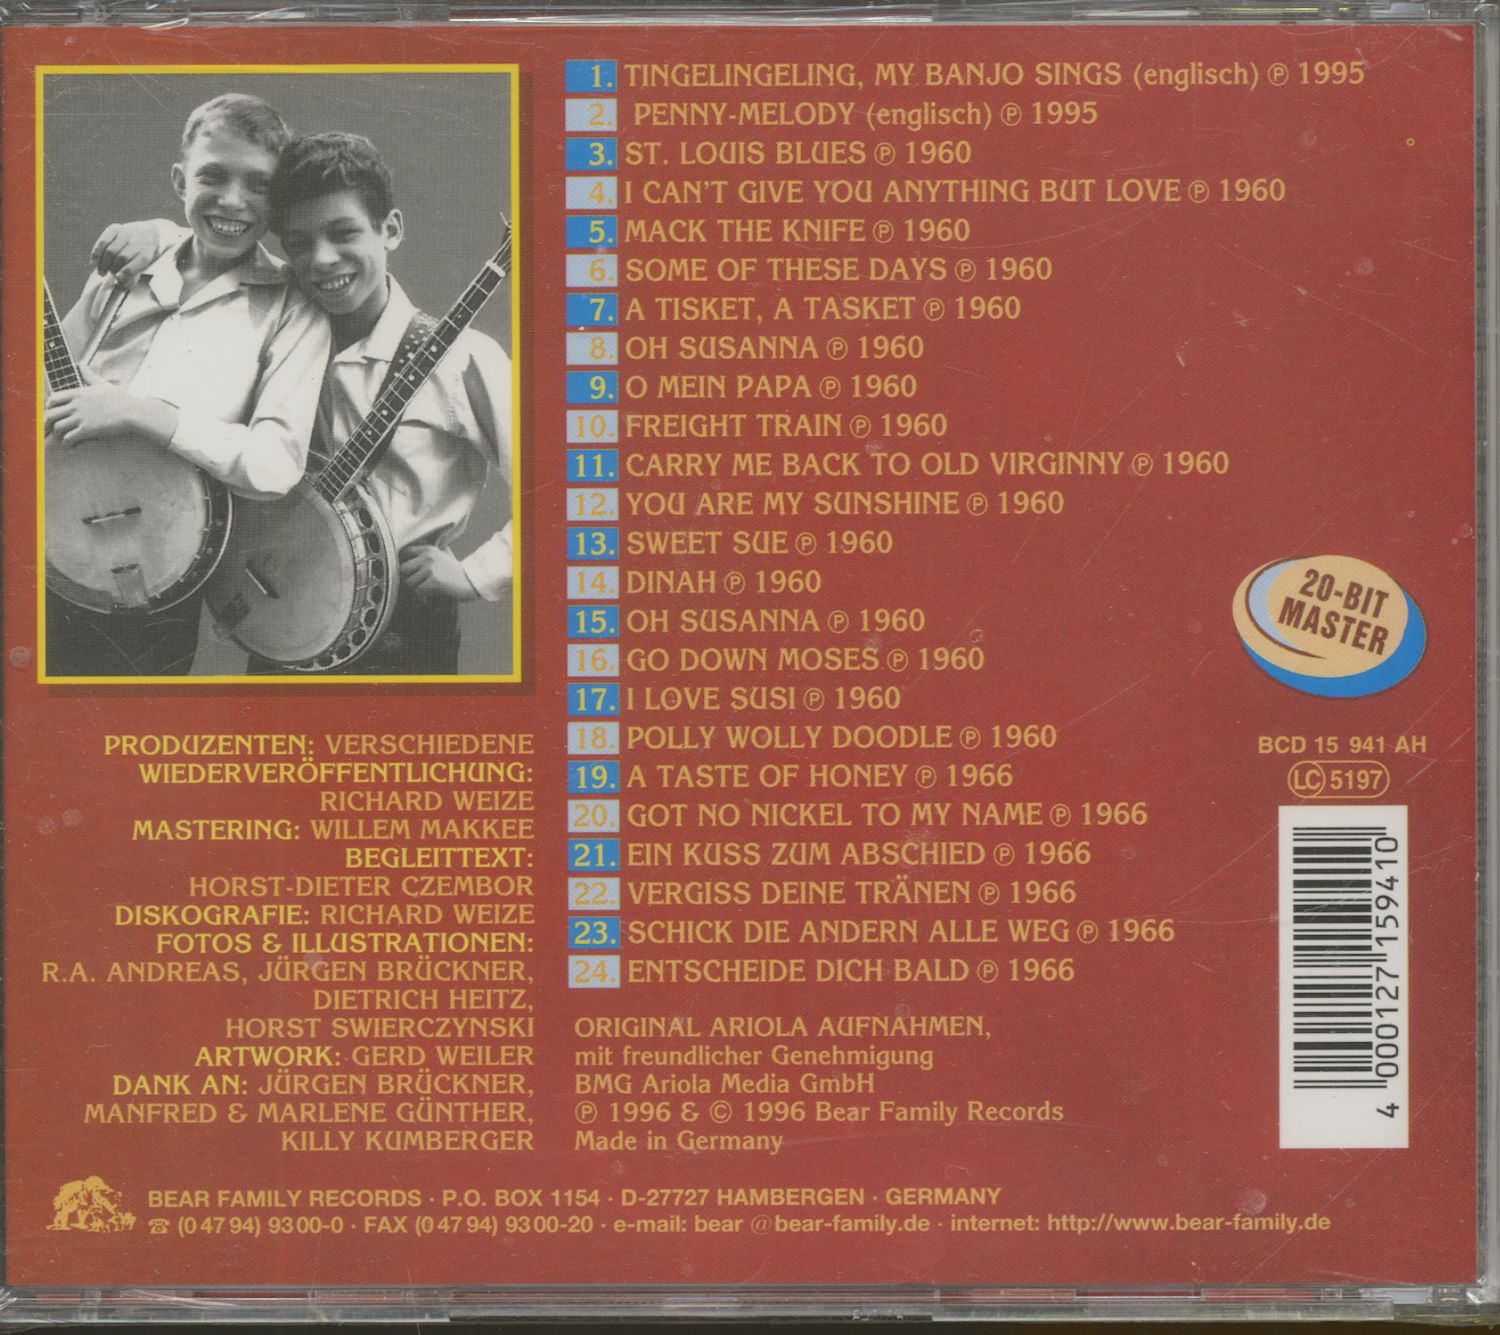 1. TINGELINGELING, MY BANJO SINGS (englisch) ℗ 1995
2. PENNY-MELODY (englisch) ℗ 1995
3. ST. LOUIS BLUES ℗ 1960
4. I CAN'T GIVE YOU ANYTHING BUT LOVE ℗ 1960
5. MACK THE KNIFE ℗ 1960
6. SOME OF THESE DAYS ℗ 1960
7. A TISKET, A TASKET ℗ 1960
8. OH SUSANNA ℗ 1960
9. O MEIN PAPA ℗ 1960
10. FREIGHT TRAIN ℗ 1960
11. CARRY ME BACK TO OLD VIRGINNY ℗ 1960
12. YOU ARE MY SUNSHINE ℗ 1960
13. SWEET SUE ℗ 1960
14. DINAH ℗ 1960
15. OH SUSANNA ℗ 1960
16. GO DOWN MOSES ℗ 1960
17. I LOVE SUSI ℗ 1960
18. POLLY WOLLY DOODLE ℗ 1960
19. A TASTE OF HONEY ℗ 1966
20. GOT NO NICKEL TO MY NAME ℗ 1966
21. EIN KUSS ZUM ABSCHIED ℗ 1966
22. VERGISS DEINE TRÄNEN ℗ 1966
23. SCHICK DIE ANDERN ALLE WEG ℗ 1966
24. ENTSCHEIDE DICH BALD ℗ 1966
PRODUZENTEN: VERSCHIEDENE
WIEDERVERÖFFENTLICHUNG:
RICHARD WEIZE
MASTERING: WILLEM MAKKEE
BEGLEITTEXT:
HORST-DIETER CZEMBOR
DISKOGRAFIE: RICHARD WEIZE
FOTOS & ILLUSTRATIONEN:
R.A. ANDREAS, JÜRGEN BRÜCKNER,
DIETRICH HEITZ,
HORST SWIERCZYNSKI
ARTWORK: GERD WEILER
DANK AN: JÜRGEN BRÜCKNER,
MANFRED & MARLENE GÜNTHER,
KILLY KUMBERGER
ORIGINAL ARIOLA AUFNAHMEN,
mit freundlicher Genehmigung
BMG Ariola Media GmbH
℗ 1996 & © 1996 Bear Family Records
Made in Germany
20-BIT
MASTER
BCD 15 941 AH
LC 5197
4 000127 159410
BEAR FAMILY RECORDS · P.O. BOX 1154 · D-27727 HAMBERGEN · GERMANY
☎ (0 47 94) 93 00-0 · FAX (0 47 94) 93 00-20 · e-mail: bear @bear-family.de · internet: http://www.bear-family.de